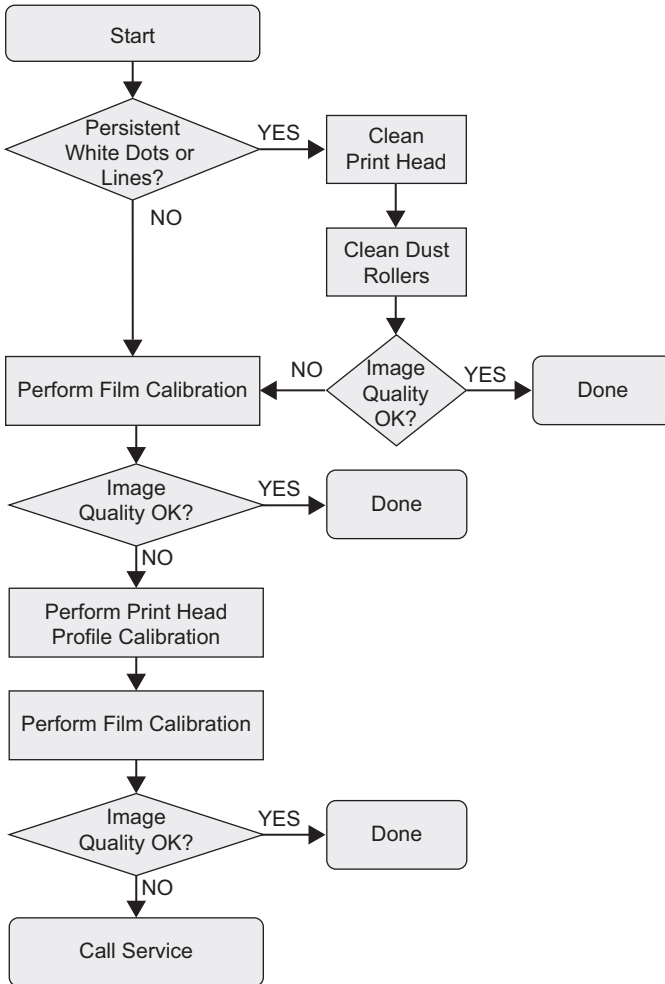 Start
Persistent
White Dots or
Lines?
YES
Clean
Print Head
NO
Clean Dust
Rollers
Perform Film Calibration
NO
Image
Quality
OK?
YES
Done
Image
Quality OK?
YES
Done
NO
Perform Print Head
Profile Calibration
Perform Film Calibration
Image
Quality OK?
YES
Done
NO
Call Service